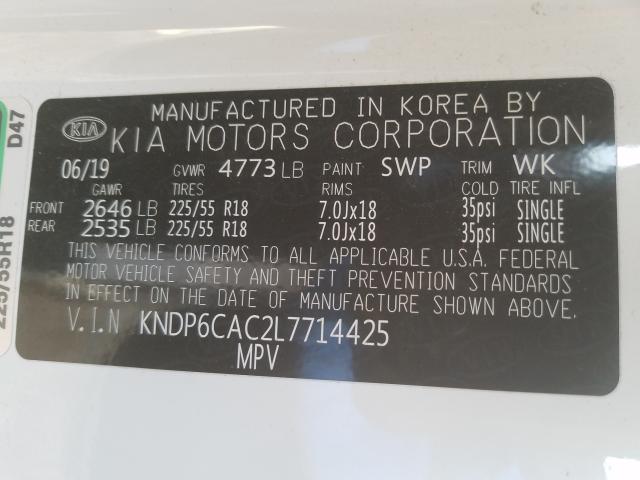 MANUFACTURED IN KOREA BY
KIA KIA MOTORS CORPORATION
06/19 GVWR 4773 LB PAINT SWP TRIM WK
GAWR TIRES RIMS COLD TIRE INFL
FRONT 2646 LB 225/55 R18 7.0Jx18 35psi SINGLE
REAR 2535 LB 225/55 R18 7.0Jx18 35psi SINGLE
THIS VEHICLE CONFORMS TO ALL APPLICABLE U.S.A. FEDERAL
MOTOR VEHICLE SAFETY AND THEFT PREVENTION STANDARDS
IN EFFECT ON THE DATE OF MANUFACTURE SHOWN ABOVE.
V.I.N KNDP6CAC2L7714425
MPV
D47
225/55R18